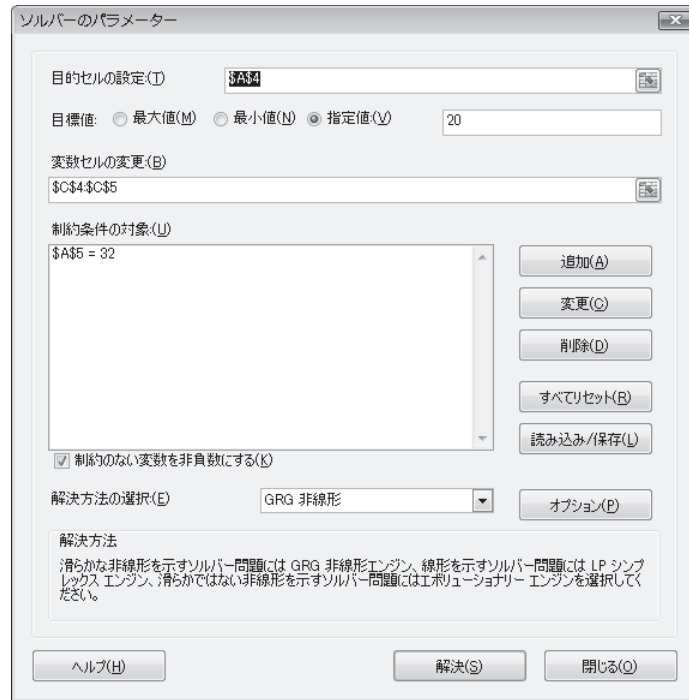 ソルバーのパラメーター
目的セルの設定:(T)
$A$4
目標値:
最大値(M)
最小値(N)
指定値:(V)
20
変数セルの変更:(B)
$C$4:$C$5
制約条件の対象:(U)
$A$5 = 32
追加(A)
変更(C)
削除(D)
すべてリセット(R)
読み込み/保存(L)
制約のない変数を非負数にする(K)
解決方法の選択:(E)
GRG 非線形
オプション(P)
解決方法
滑らかな非線形を示すソルバー問題には GRG 非線形エンジン、線形を示すソルバー問題には LP シンプ
レックス エンジン、滑らかではない非線形を示すソルバー問題にはエボリューショナリー エンジンを選択してく
ださい。
ヘルプ(H)
解決(S)
閉じる(O)